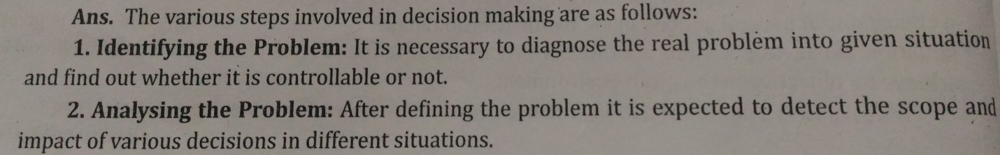 Ans. The various steps involved in decision making are as follows:
1. Identifying the Problem: It is necessary to diagnose the real problem into given situation
and find out whether it is controllable or not.
2. Analysing the Problem: After defining the problem it is expected to detect the scope and
impact of various decisions in different situations.